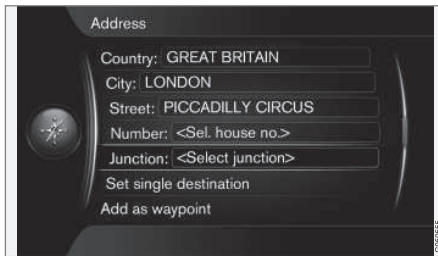 Address
Country: GREAT BRITAIN
City: LONDON
Street: PICCADILLY CIRCUS
Number: <Sel. house no.>
Junction: <Select junction>
Set single destination
Add as waypoint